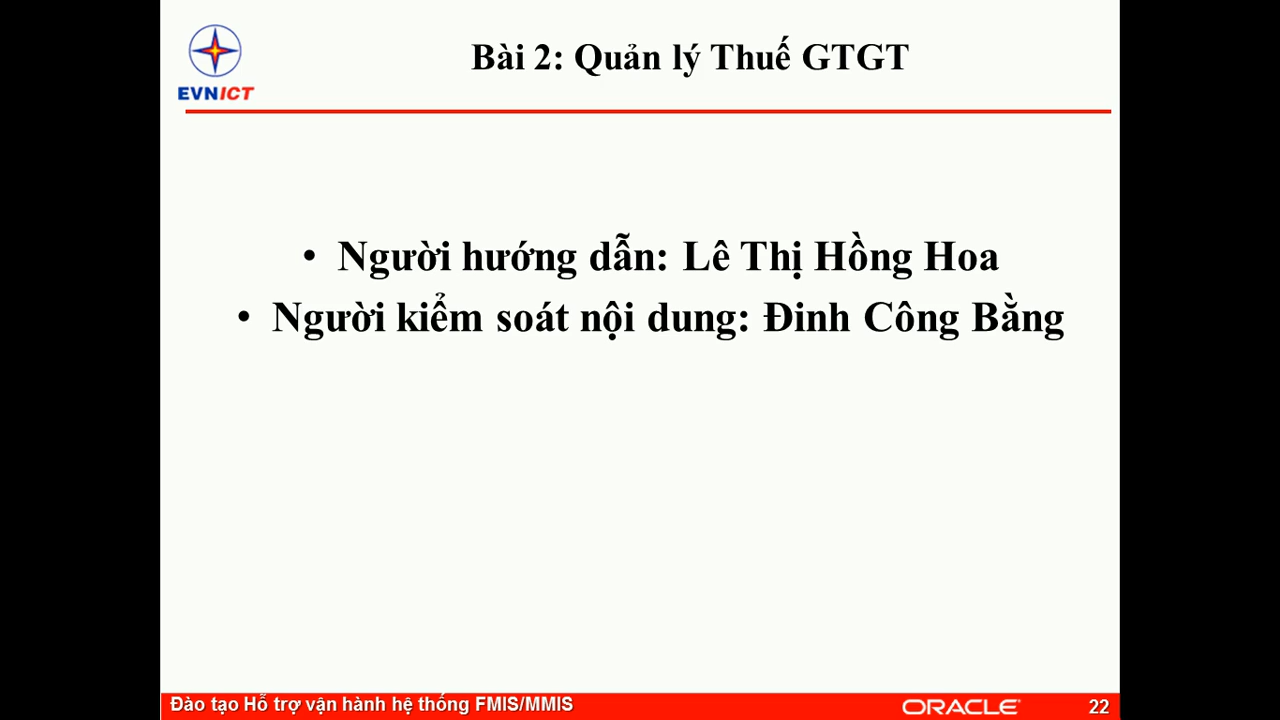 Bài 2: Quản lý Thuế GTGT
EVNICT
• Người hướng dẫn: Lê Thị Hồng Hoa
• Người kiểm soát nội dung: Đinh Công Bằng
Đào tạo Hỗ trợ vận hành hệ thống FMIS/MMIS
ORACLE
22